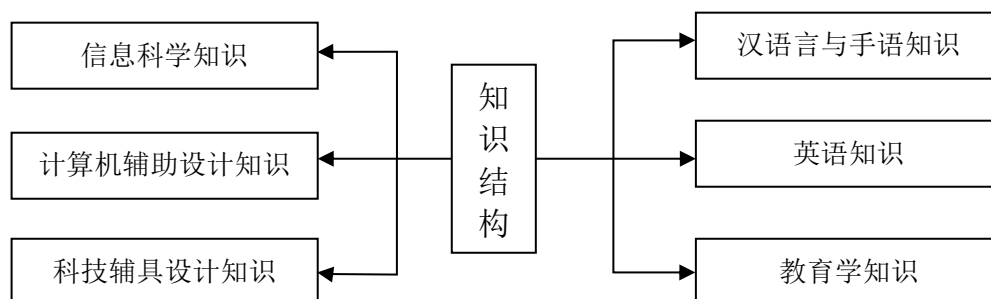 信息科学知识
计算机辅助设计知识
科技辅具设计知识
知识结构
汉语言与手语知识
英语知识
教育学知识